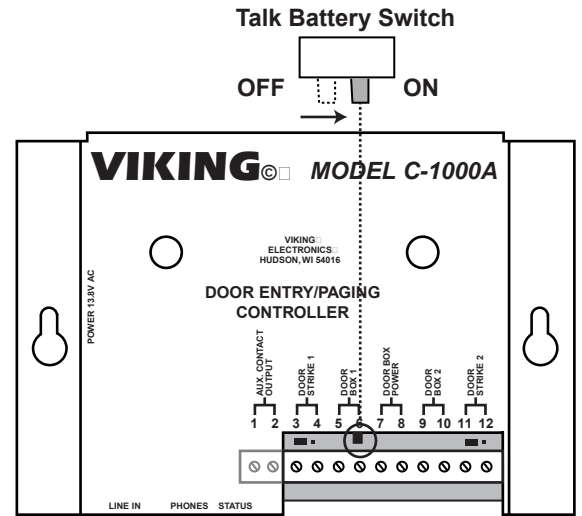 Talk Battery Switch
OFF ON
VIKING©
MODEL C-1000A
VIKING
ELECTRONICS
HUDSON, WI 54016
POWER 13.8V AC
DOOR ENTRY/PAGING
CONTROLLER
AUX. CONTACT
OUTPUT
DOOR
STRIKE 1
DOOR
BOX 1
DOOR BOX
POWER
DOOR
BOX 2
DOOR
STRIKE 2
1 2 3 4 5 6 7 8 9 10 11 12
LINE IN PHONES STATUS